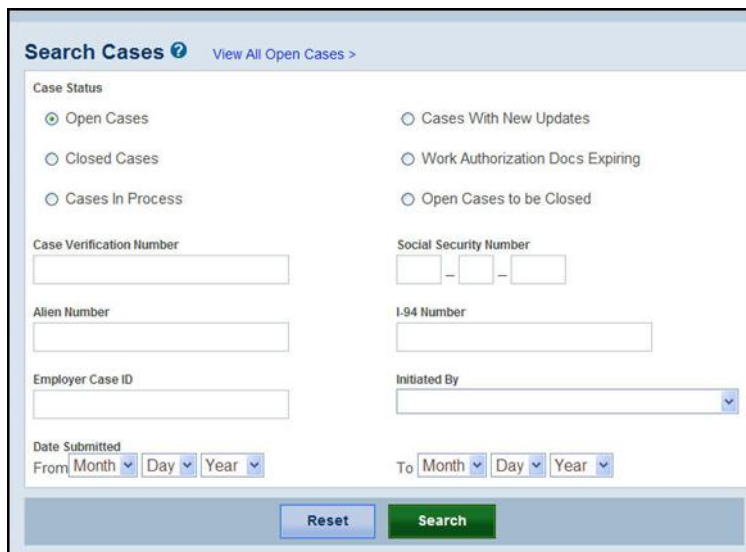 Search Cases ? View All Open Cases >
Case Status
Open Cases
Cases With New Updates
Closed Cases
Work Authorization Docs Expiring
Cases In Process
Open Cases to be Closed
Case Verification Number
Social Security Number
– –
Alien Number
I-94 Number
Employer Case ID
Initiated By
Date Submitted
From Month Day Year
To Month Day Year
Reset
Search